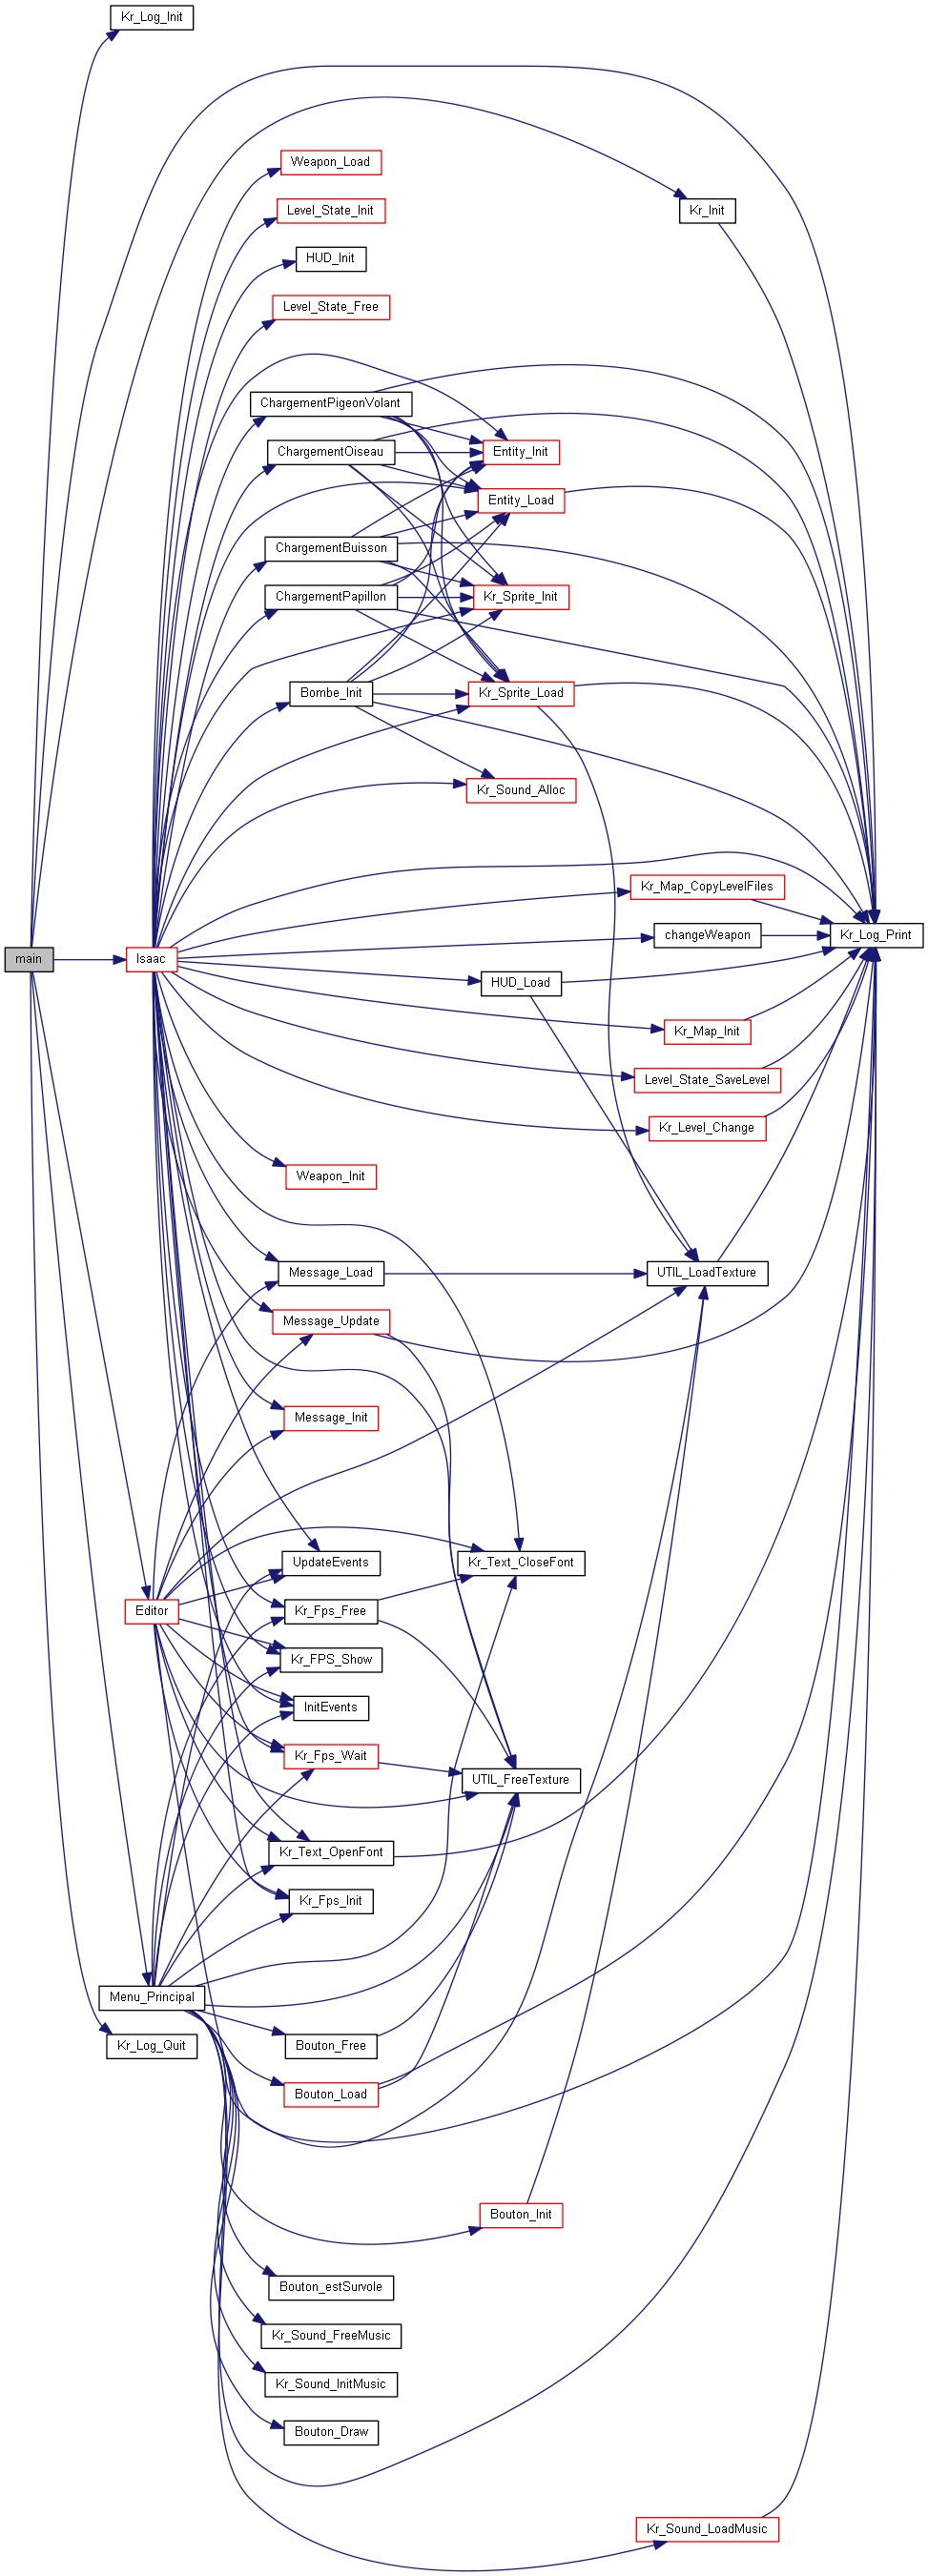 Kr_Log_Init
Weapon_Load
Level_State_Init
Kr_Init
HUD_Init
Level_State_Free
ChargementPigeonVolant
ChargementOiseau
Entity_Init
Entity_Load
ChargementBuisson
ChargementPapillon
Kr_Sprite_Init
Bombe_Init
Kr_Sprite_Load
Kr_Sound_Alloc
Kr_Map_CopyLevelFiles
changeWeapon
Kr_Log_Print
main
Isaac
HUD_Load
Kr_Map_Init
Level_State_SaveLevel
Kr_Level_Change
Weapon_Init
Message_Load
UTIL_LoadTexture
Message_Update
Message_Init
UpdateEvents
Kr_Text_CloseFont
Editor
Kr_Fps_Free
Kr_FPS_Show
InitEvents
Kr_Fps_Wait
UTIL_FreeTexture
Kr_Text_OpenFont
Kr_Fps_Init
Menu_Principal
Kr_Log_Quit
Bouton_Free
Bouton_Load
Bouton_Init
Bouton_estSurvole
Kr_Sound_FreeMusic
Kr_Sound_InitMusic
Bouton_Draw
Kr_Sound_LoadMusic